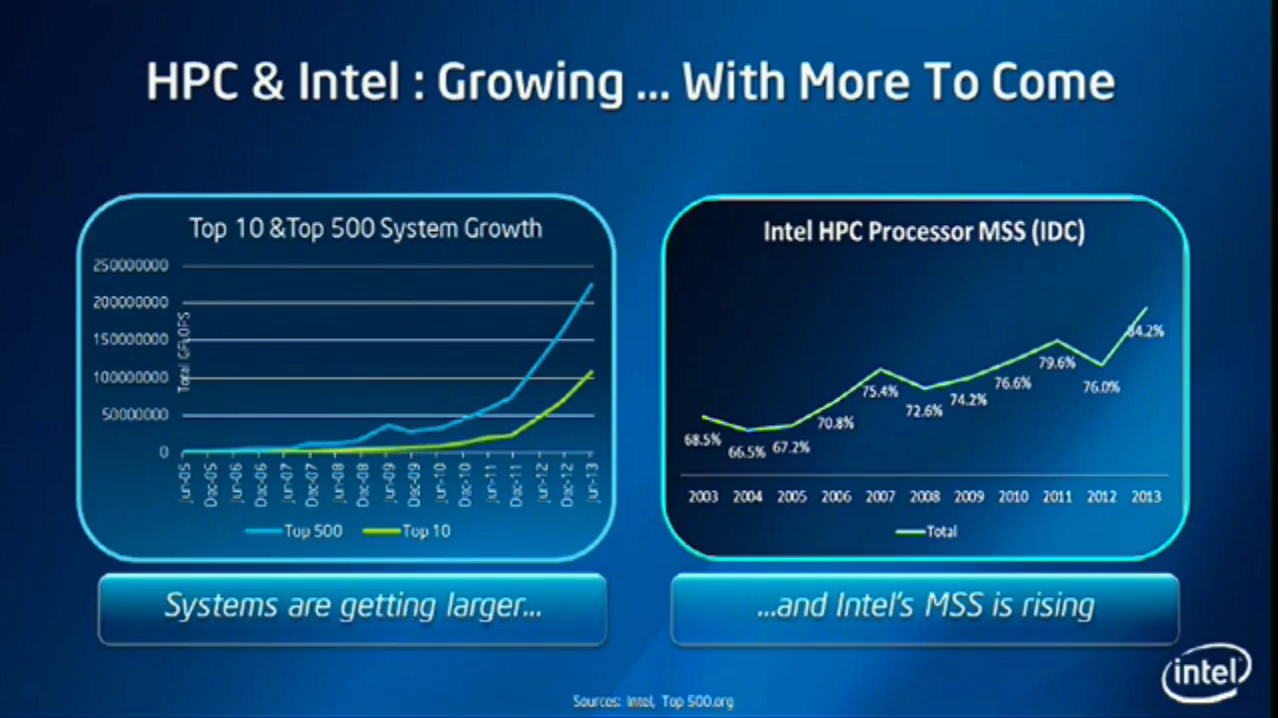 HPC & Intel : Growing ... With More To Come
Top 10 &Top 500 System Growth
250000000
200000000
150000000
100000000
50000000
0
Total GFLOPS
Jun-05
Dec-05
Jun-06
Dec-06
Jun-07
Dec-07
Jun-08
Dec-08
Jun-09
Dec-09
Jun-10
Dec-10
Jun-11
Dec-11
Jun-12
Dec-12
Jun-13
Top 500 Top 10
Systems are getting larger...
Intel HPC Processor MSS (IDC)
68.5%
66.5%
67.2%
70.8%
75.4%
72.6%
74.2%
76.6%
79.6%
76.0%
84.2%
2003 2004 2005 2006 2007 2008 2009 2010 2011 2012 2013
Total
...and Intel's MSS is rising
intel
Sources: Intel, Top 500.org